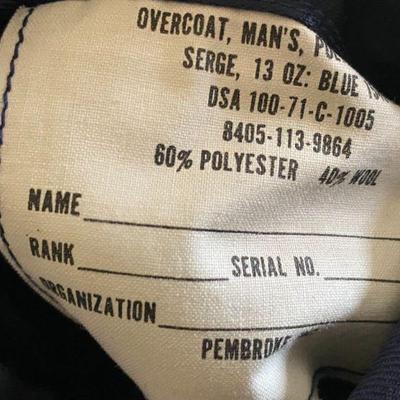 OVERCOAT, MAN'S,
SERGE, 13 OZ: BLUE
DSA 100-71-C-1005
8405-113-9864
60% POLYESTER 40% WOOL
NAME
RANK SERIAL NO.
ORGANIZATION
PEMBROKE